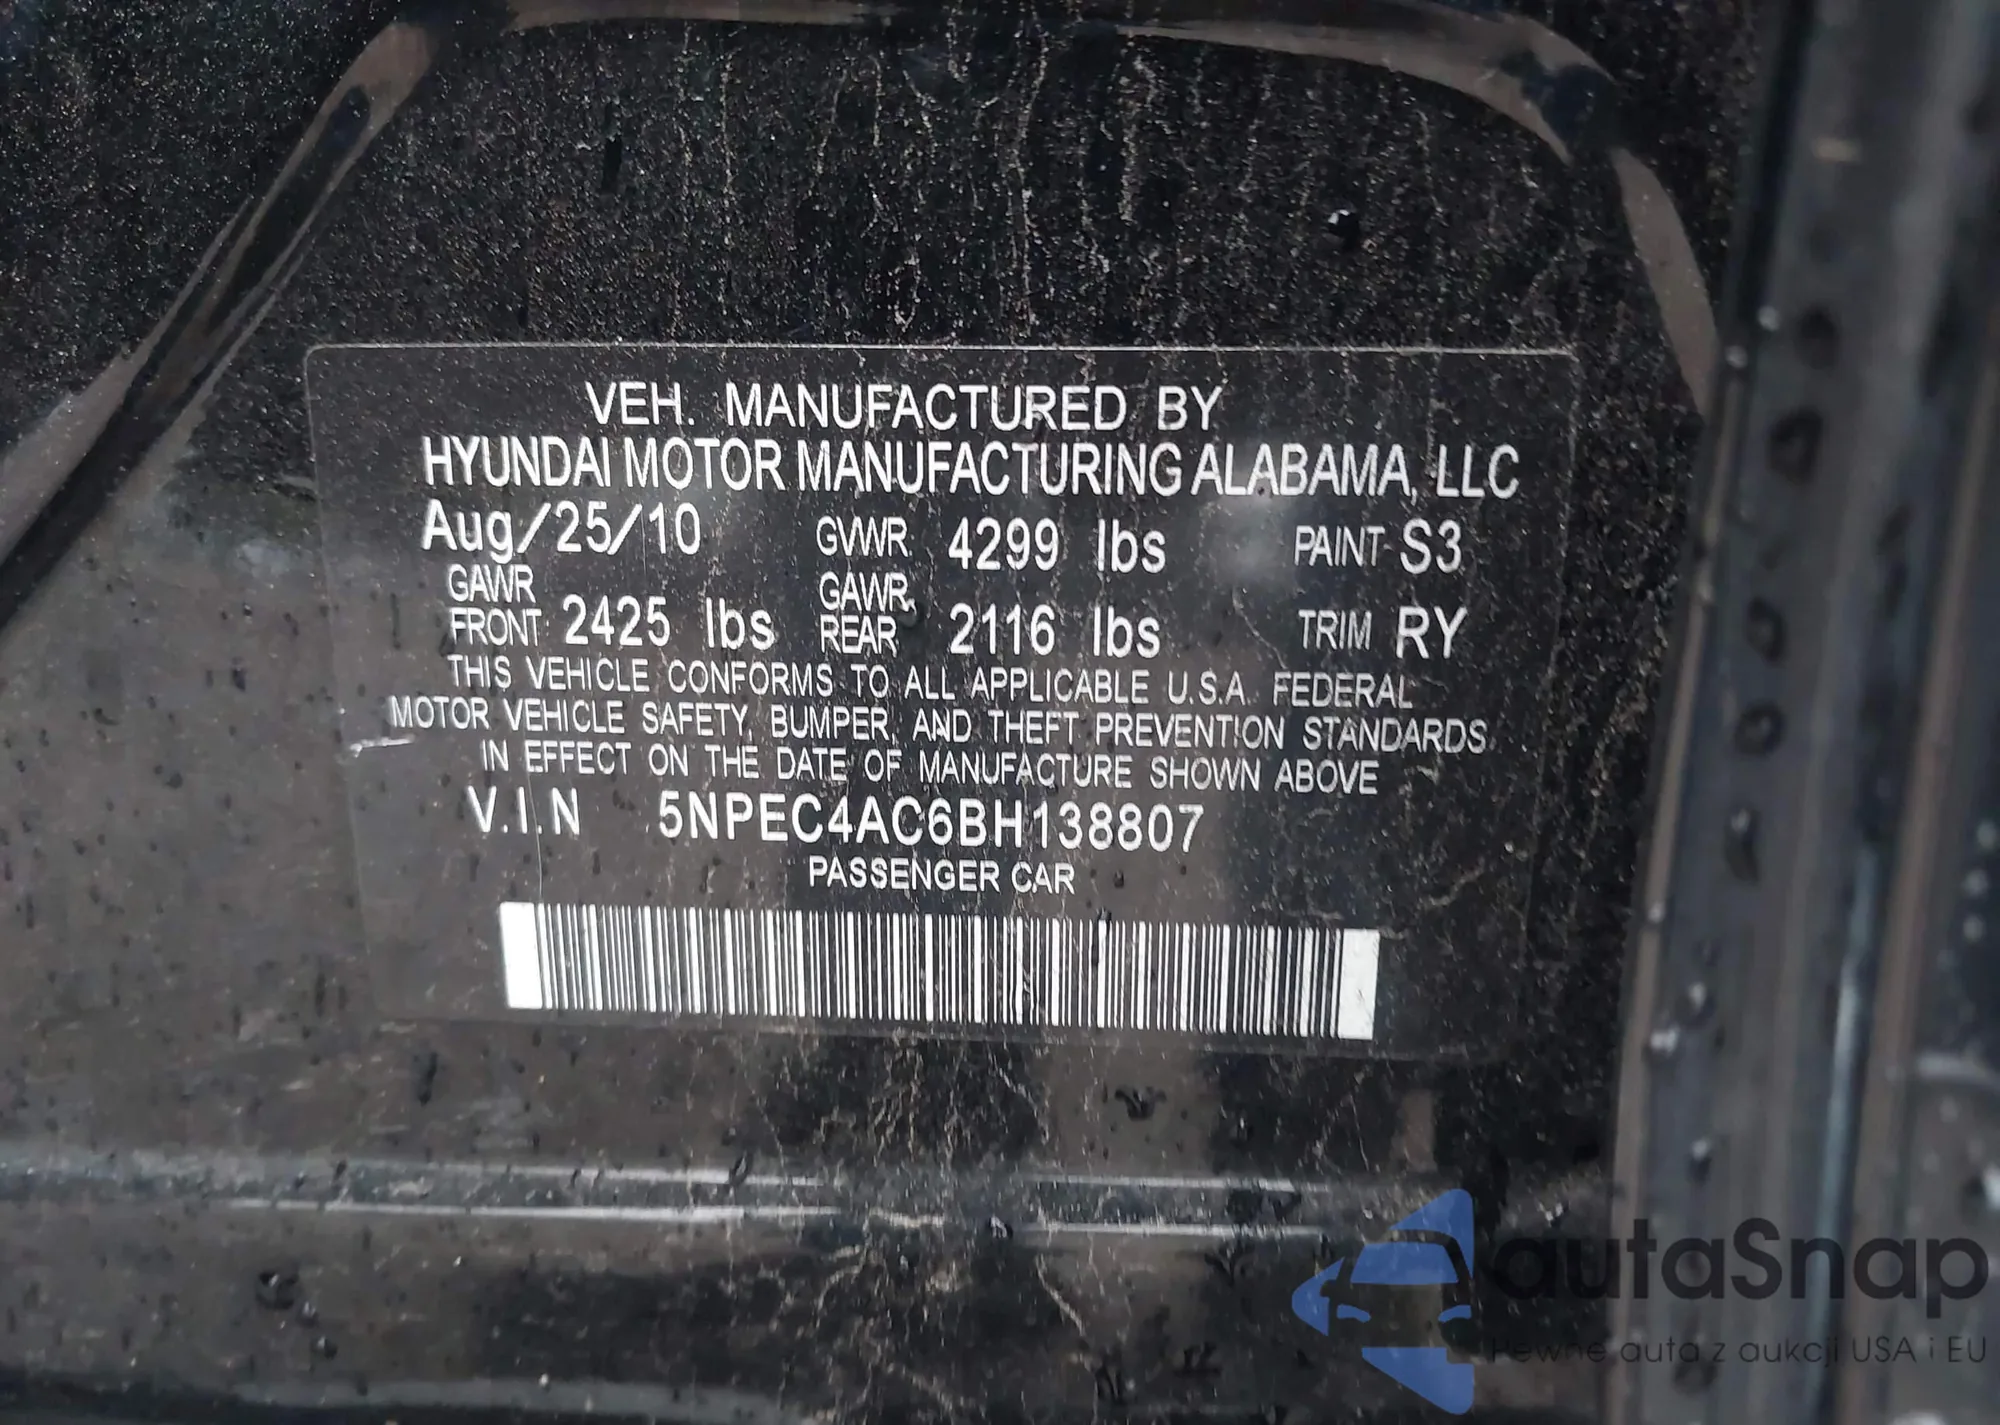 VEH. MANUFACTURED BY
HYUNDAI MOTOR MANUFACTURING ALABAMA, LLC
Aug/25/10 GVWR 4299 lbs PAINT S3
GAWR FRONT 2425 lbs GAWR REAR 2116 lbs TRIM RY
THIS VEHICLE CONFORMS TO ALL APPLICABLE U.S.A. FEDERAL
MOTOR VEHICLE SAFETY, BUMPER, AND THEFT PREVENTION STANDARDS
IN EFFECT ON THE DATE OF MANUFACTURE SHOWN ABOVE
V.I.N 5NPEC4AC6BH138807
PASSENGER CAR
autaSnap
Pewne auta z aukcji USA i EU